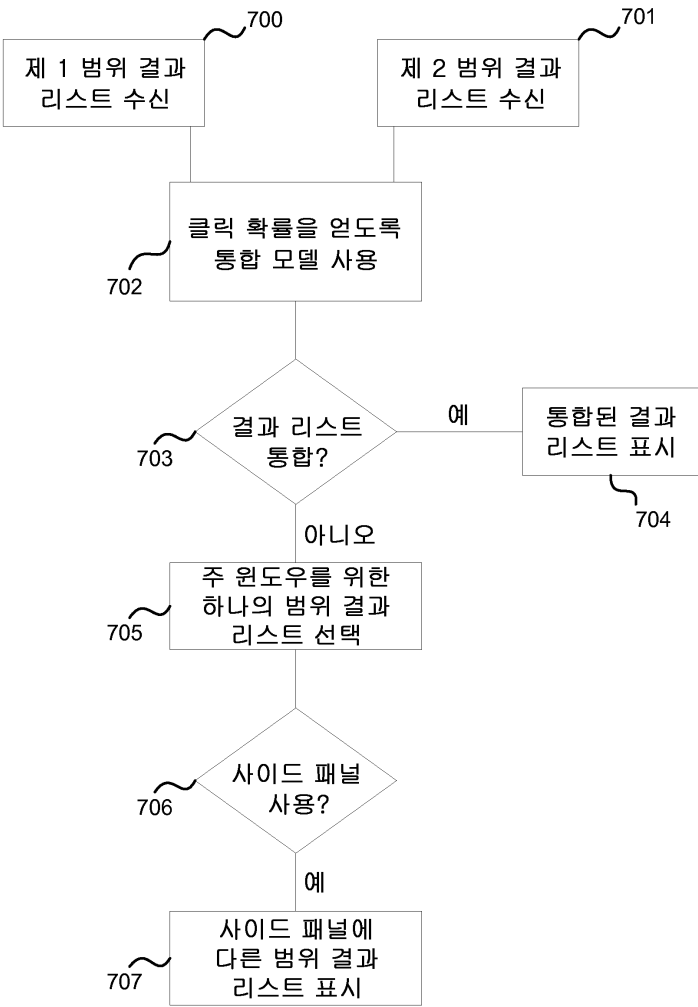 700
701
제 1 범위 결과
리스트 수신
제 2 범위 결과
리스트 수신
클릭 확률을 얻도록
통합 모델 사용
702
결과 리스트
통합?
703
예
통합된 결과
리스트 표시
704
아니오
주 윈도우를 위한
하나의 범위 결과
리스트 선택
705
사이드 패널
사용?
706
예
사이드 패널에
다른 범위 결과
리스트 표시
707